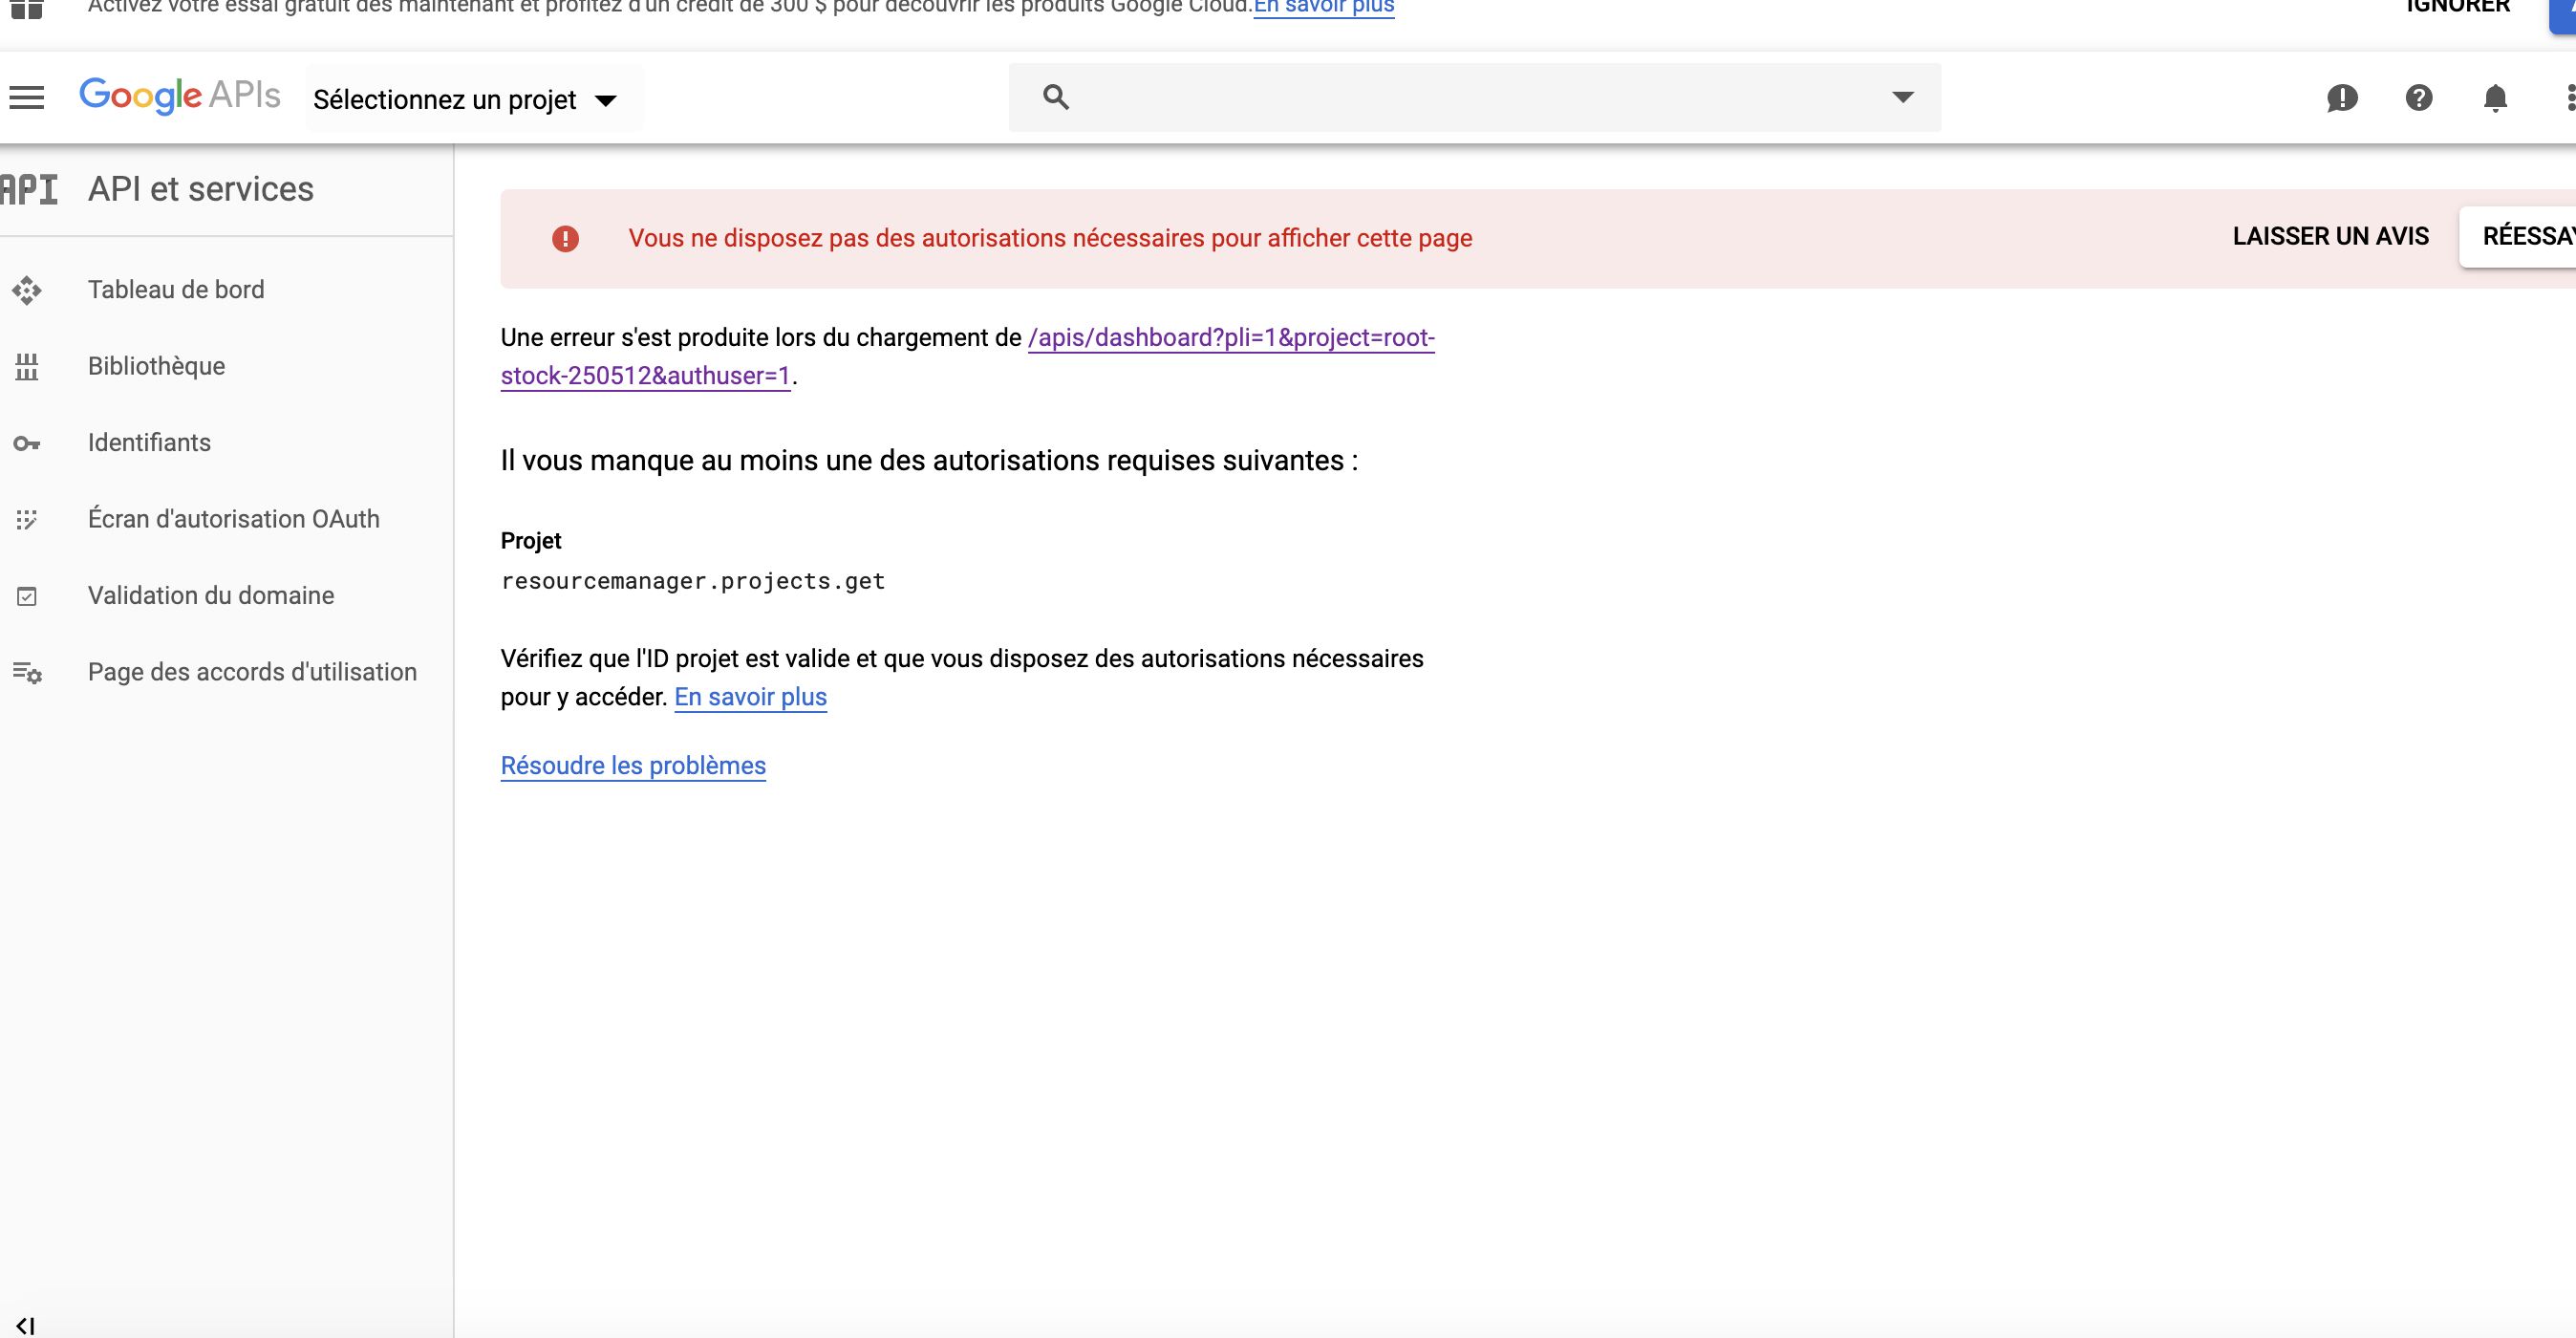 Activez votre essai gratuit dès maintenant et profitez d'un crédit de 300 $ pour découvrir les produits Google Cloud.En savoir plus
IGNORER
Google APIs
Sélectionnez un projet
API API et services
Vous ne disposez pas des autorisations nécessaires pour afficher cette page
LAISSER UN AVIS
RÉESSAY
Tableau de bord
Bibliothèque
Identifiants
Écran d'autorisation OAuth
Validation du domaine
Page des accords d'utilisation
Une erreur s'est produite lors du chargement de /apis/dashboard?pli=1&project=root-
stock-250512&authuser=1.
Il vous manque au moins une des autorisations requises suivantes :
Projet
resourcemanager.projects.get
Vérifiez que l'ID projet est valide et que vous disposez des autorisations nécessaires
pour y accéder. En savoir plus
Résoudre les problèmes